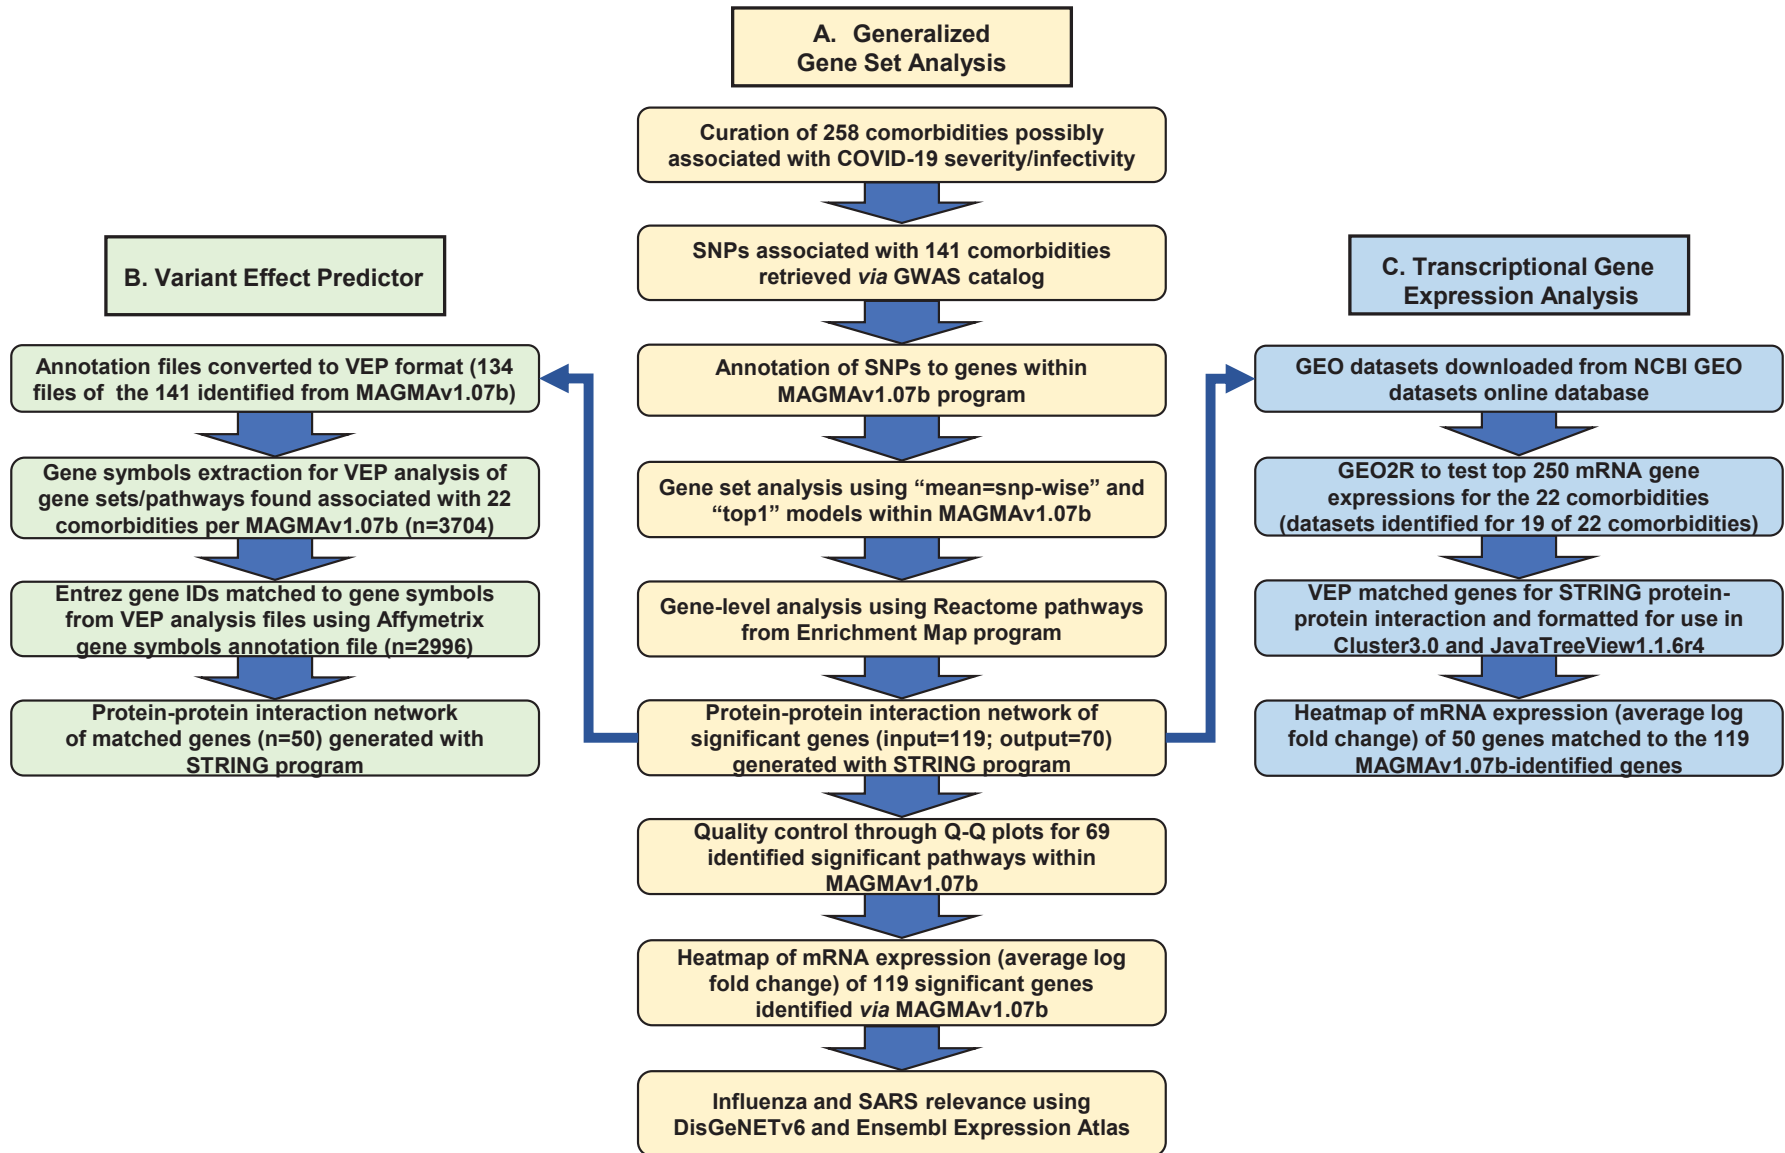 A. Generalized
Gene Set Analysis
Curation of 258 comorbidities possibly
associated with COVID-19 severity/infectivity
SNPs associated with 141 comorbidities
retrieved via GWAS catalog
Annotation of SNPs to genes within
MAGMAv1.07b program
Gene set analysis using “mean=snp-wise” and
“top1” models within MAGMAv1.07b
Gene-level analysis using Reactome pathways
from Enrichment Map program
Protein-protein interaction network of
significant genes (input=119; output=70)
generated with STRING program
Quality control through Q-Q plots for 69
identified significant pathways within
MAGMAv1.07b
Heatmap of mRNA expression (average log
fold change) of 119 significant genes
identified via MAGMAv1.07b
Influenza and SARS relevance using
DisGeNETv6 and Ensembl Expression Atlas
B. Variant Effect Predictor
Annotation files converted to VEP format (134
files of the 141 identified from MAGMAv1.07b)
Gene symbols extraction for VEP analysis of
gene sets/pathways found associated with 22
comorbidities per MAGMAv1.07b (n=3704)
Entrez gene IDs matched to gene symbols
from VEP analysis files using Affymetrix
gene symbols annotation file (n=2996)
Protein-protein interaction network
of matched genes (n=50) generated with
STRING program
C. Transcriptional Gene
Expression Analysis
GEO datasets downloaded from NCBI GEO
datasets online database
GEO2R to test top 250 mRNA gene
expressions for the 22 comorbidities
(datasets identified for 19 of 22 comorbidities)
VEP matched genes for STRING protein-
protein interaction and formatted for use in
Cluster3.0 and JavaTreeView1.1.6r4
Heatmap of mRNA expression (average log
fold change) of 50 genes matched to the 119
MAGMAv1.07b-identified genes